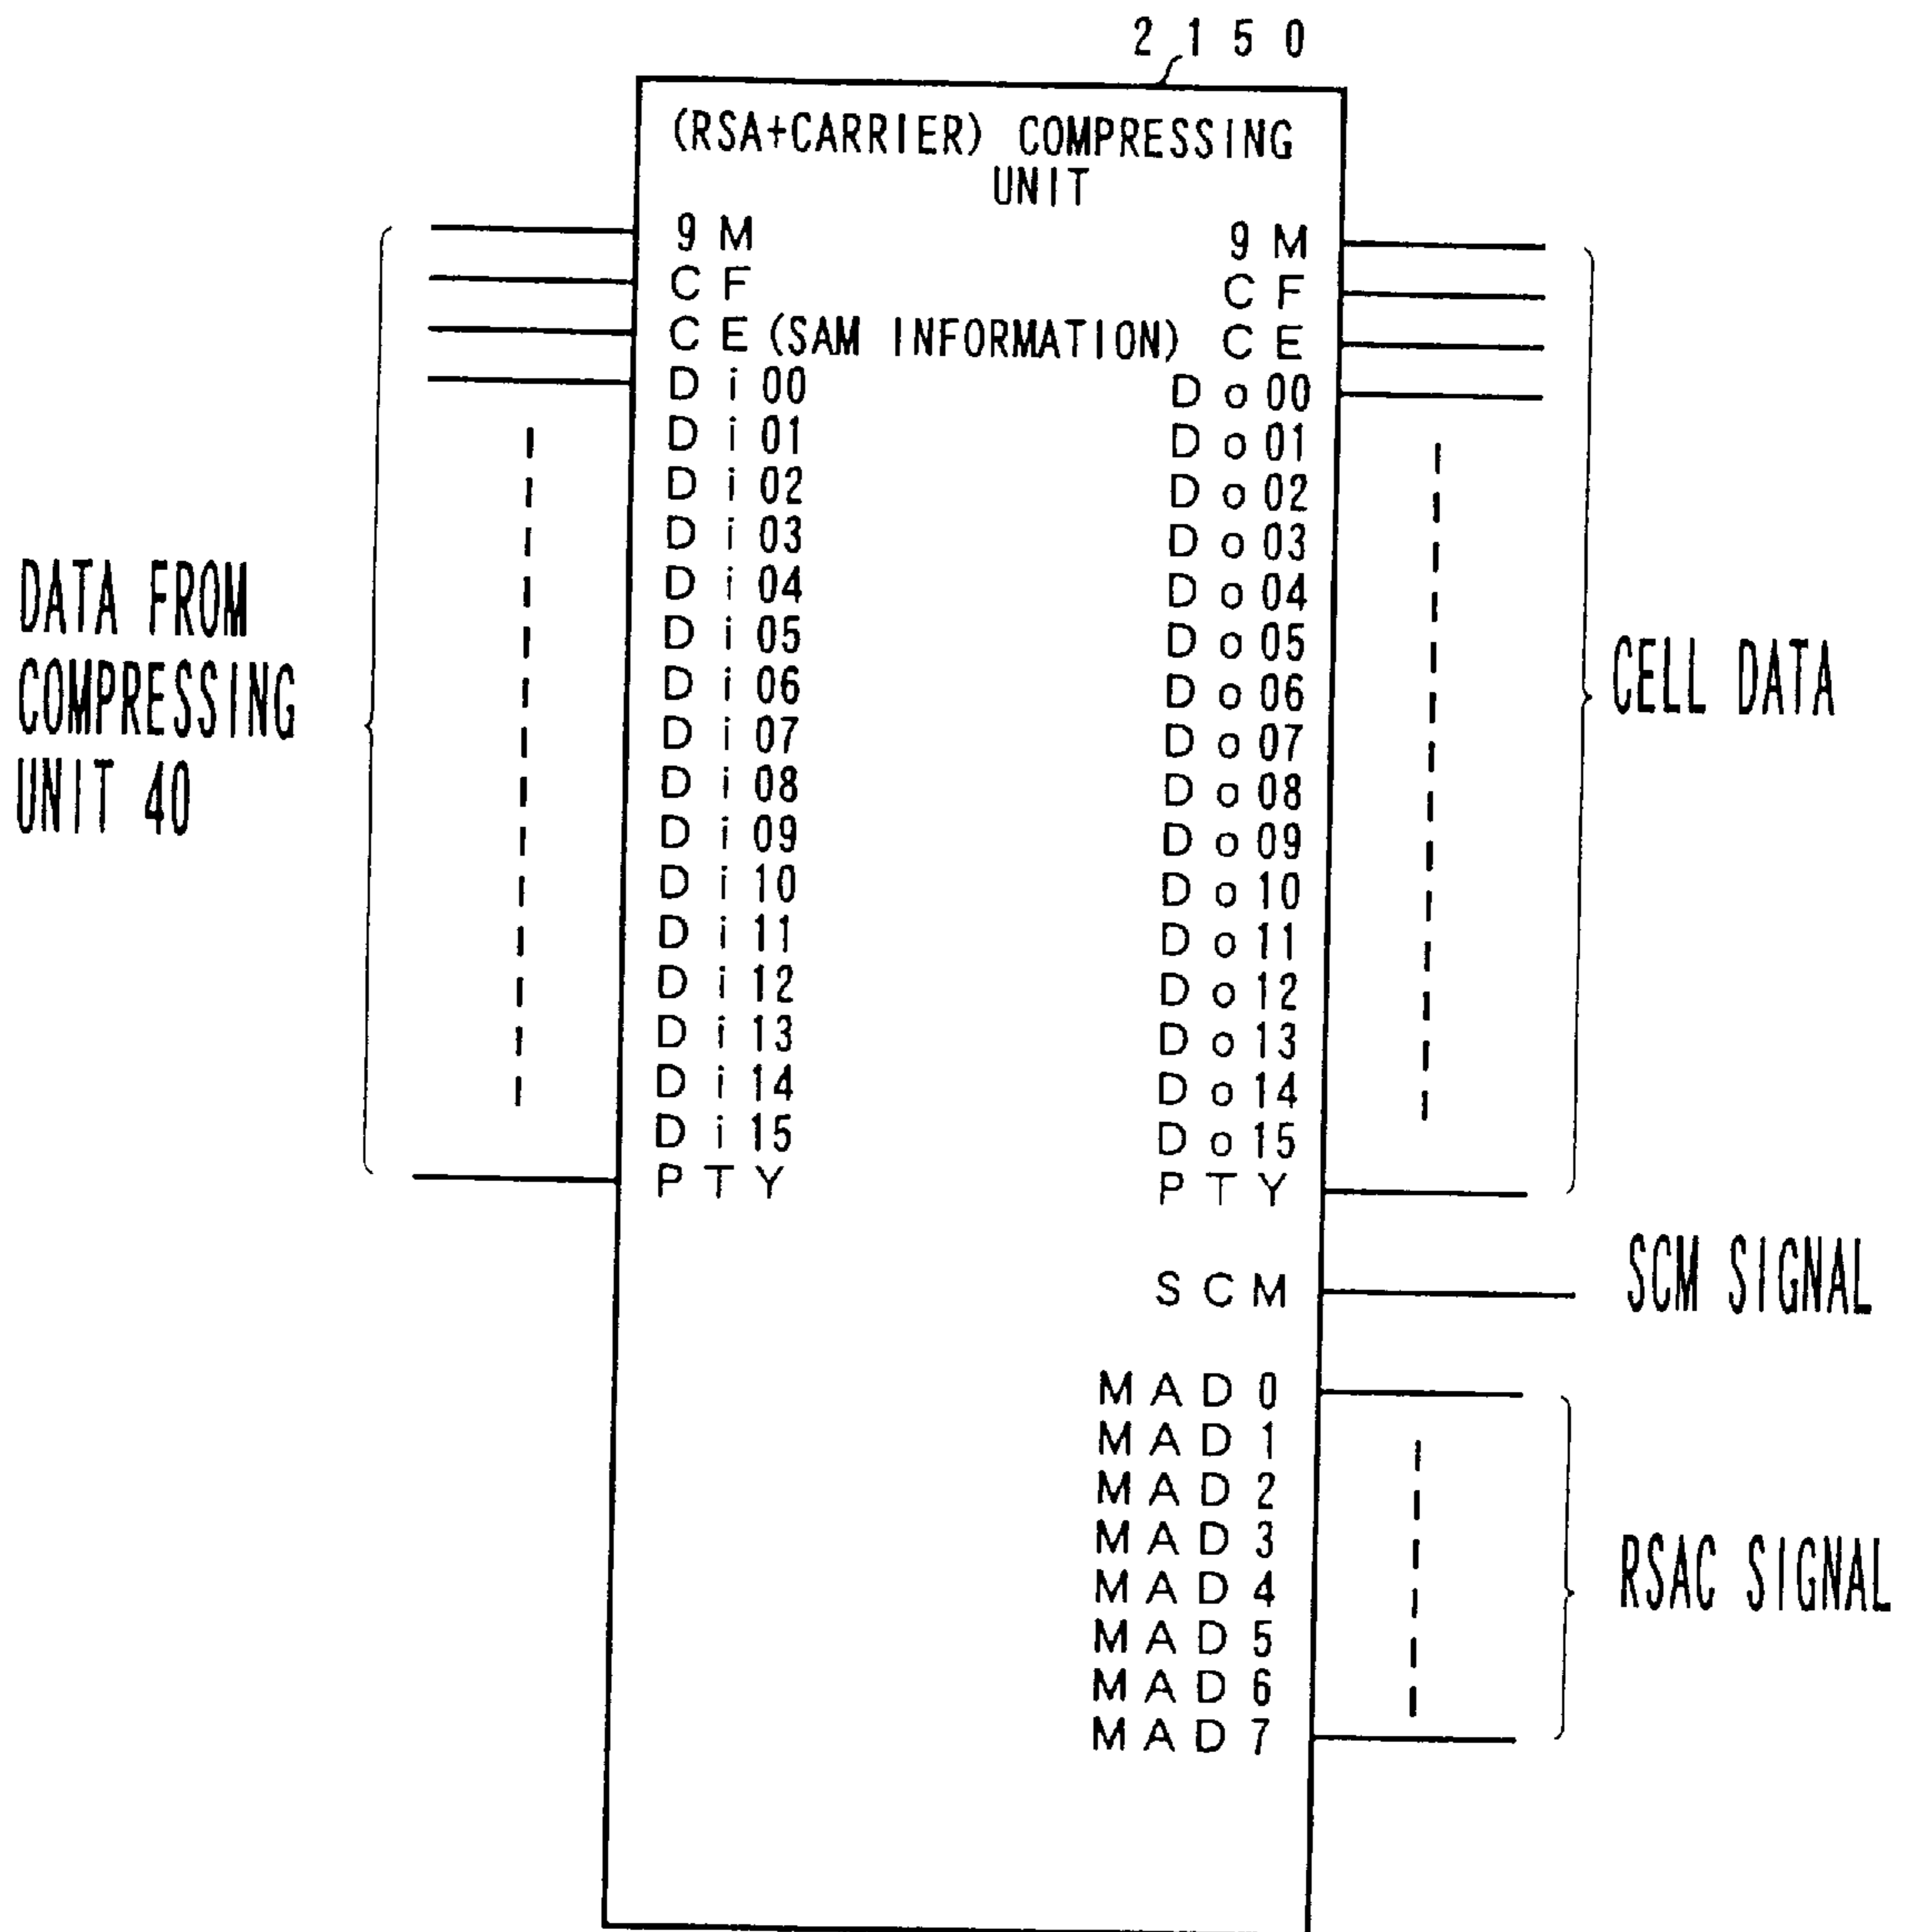 2150
(RSA+CARRIER) COMPRESSING
UNIT
9M 9M
CF CF
CE (SAM INFORMATION) CE
Di00 Do00
Di01 Do01
Di02 Do02
Di03 Do03
Di04 Do04
Di05 Do05
Di06 Do06
Di07 Do07
Di08 Do08
Di09 Do09
Di10 Do10
Di11 Do11
Di12 Do12
Di13 Do13
Di14 Do14
Di15 Do15
PTY PTY
SCM
MAD0
MAD1
MAD2
MAD3
MAD4
MAD5
MAD6
MAD7
DATA FROM
COMPRESSING
UNIT 40
CELL DATA
SCM SIGNAL
RSAC SIGNAL